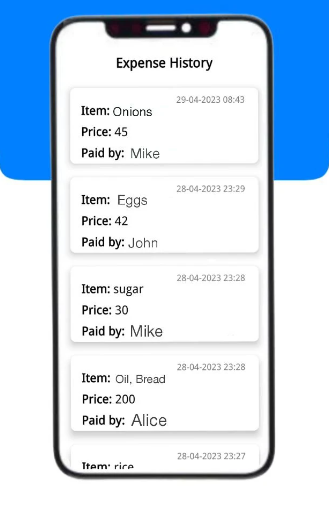 Expense History
29-04-2023 08:43
Item: Onions
Price: 45
Paid by: Mike
28-04-2023 23:29
Item: Eggs
Price: 42
Paid by: John
28-04-2023 23:28
Item: sugar
Price: 30
Paid by: Mike
28-04-2023 23:28
Item: Oil, Bread
Price: 200
Paid by: Alice
28-04-2023 23:27
Item: rice